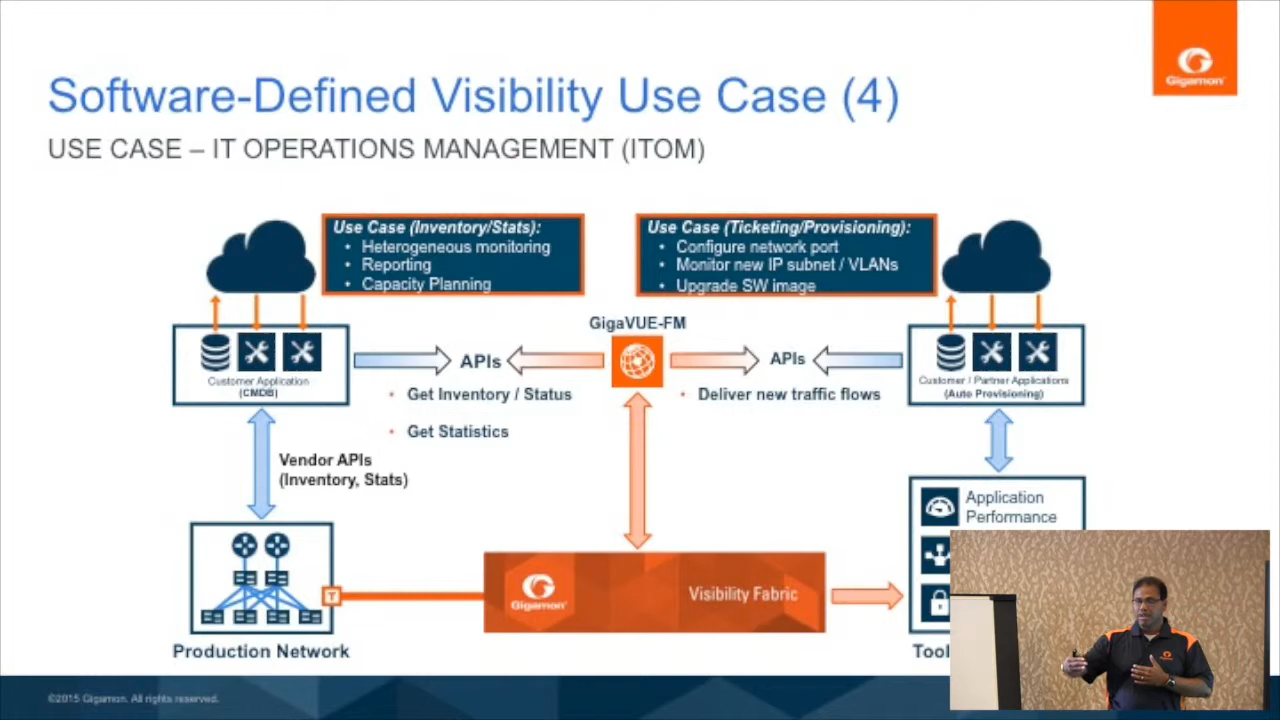 Gigamon
Software-Defined Visibility Use Case (4)
USE CASE – IT OPERATIONS MANAGEMENT (ITOM)
Use Case (Inventory/Stats):
• Heterogeneous monitoring
• Reporting
• Capacity Planning
Use Case (Ticketing/Provisioning):
• Configure network port
• Monitor new IP subnet / VLANs
• Upgrade SW image
GigaVUE-FM
Customer Application
(CMDB)
APIs
• Get Inventory / Status
• Get Statistics
APIs
• Deliver new traffic flows
Customer / Partner Applications
(Auto Provisioning)
Vendor APIs
(Inventory, Stats)
Application
Performance
T
Gigamon
Visibility Fabric
Production Network
Tool
©2015 Gigamon. All rights reserved.